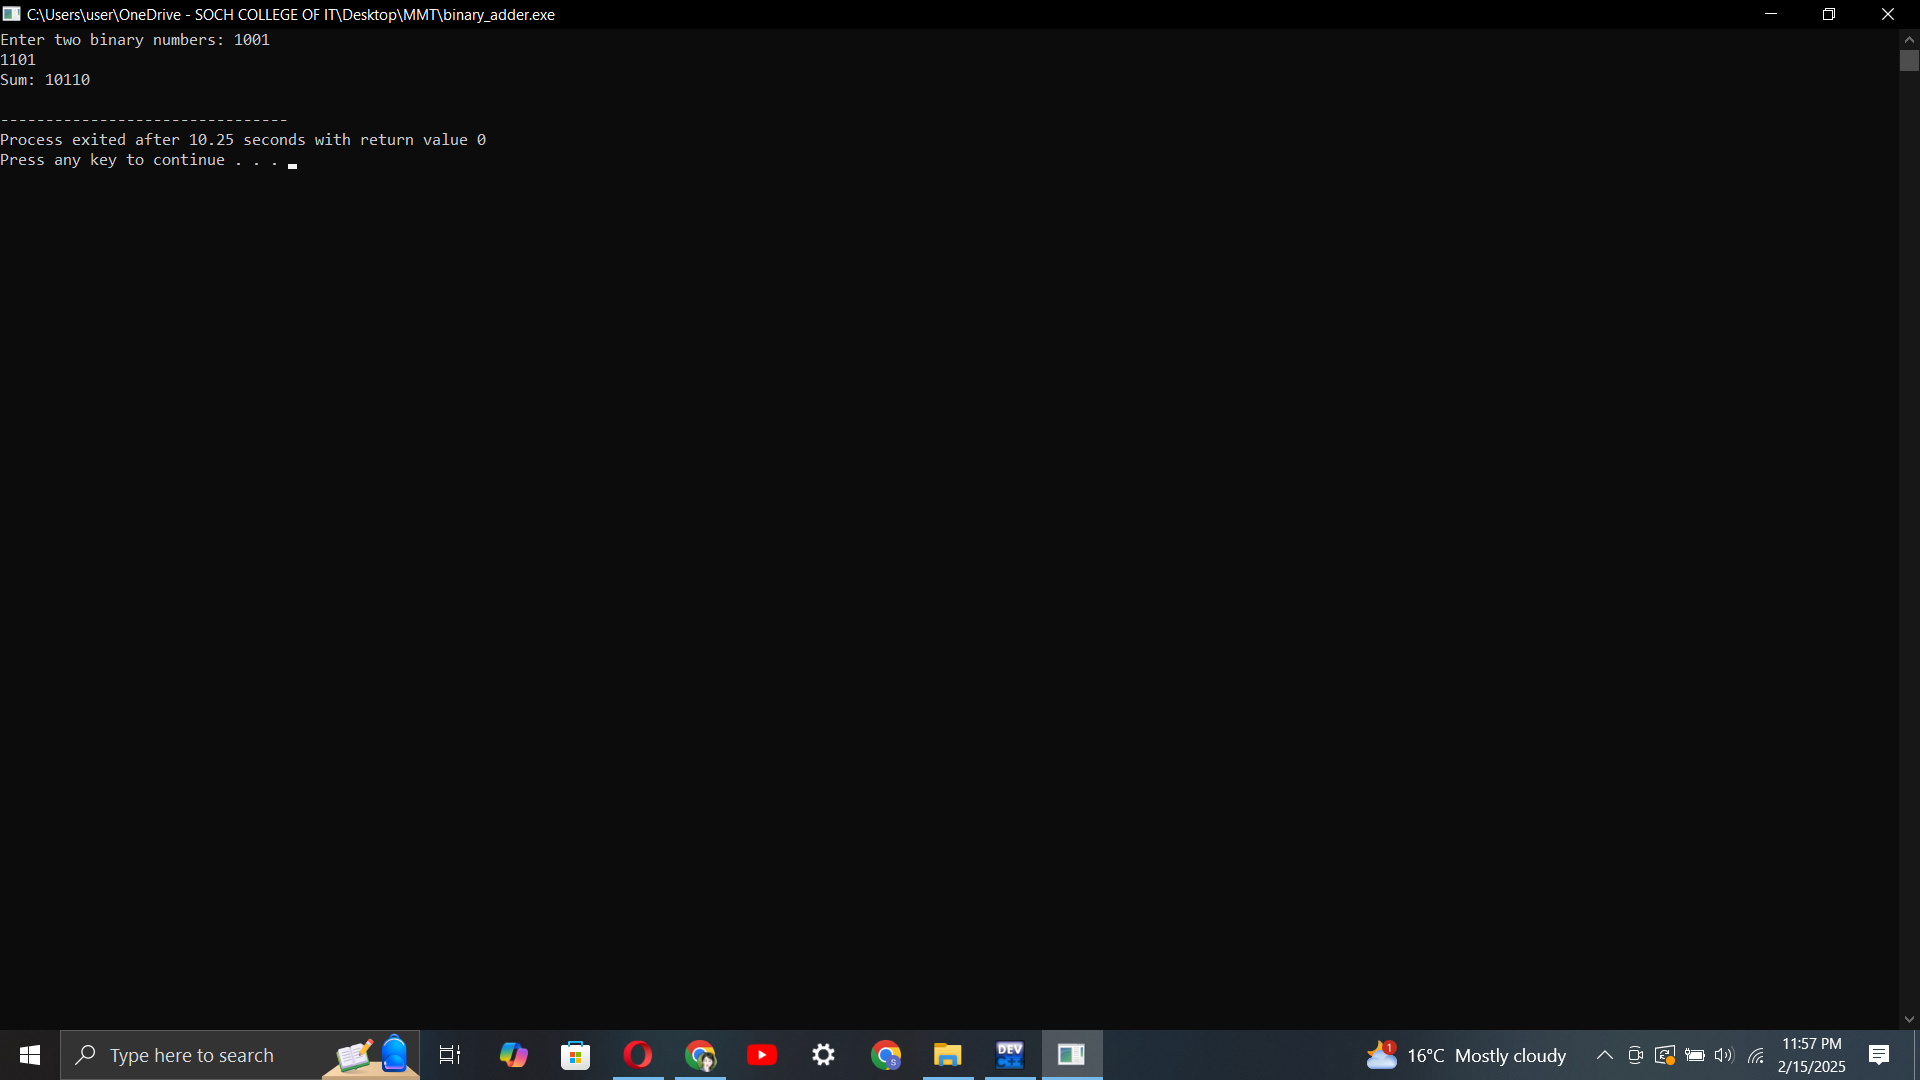 C:\Users\user\OneDrive - SOCH COLLEGE OF IT\Desktop\MMT\binary_adder.exe
Enter two binary numbers: 1001
1101
Sum: 10110
--------------------------------
Process exited after 10.25 seconds with return value 0
Press any key to continue . . .
Type here to search
DEV
C++
S
1
16°C Mostly cloudy
11:57 PM
2/15/2025